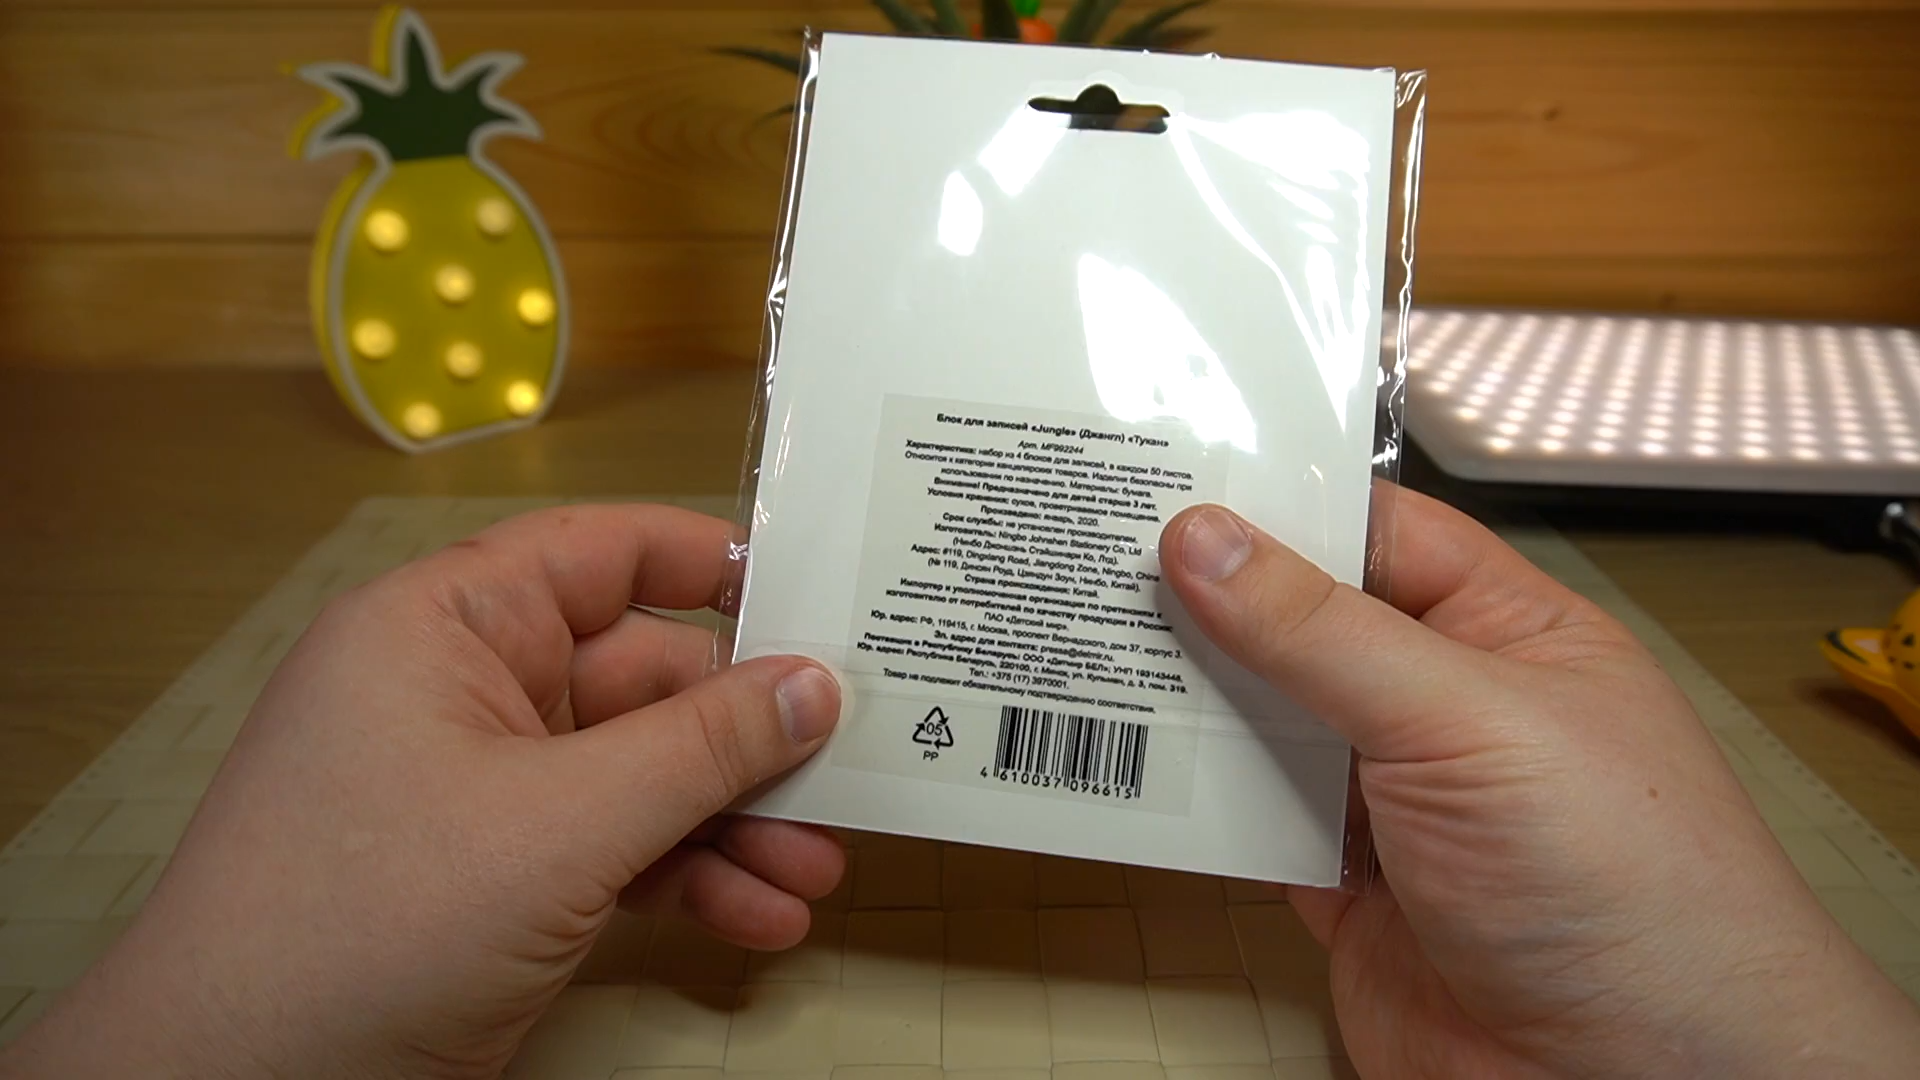 Блок для записей «Jungle» (Джангл) «Тукан»
Арт. MF992244
Характеристика: набор из 4 блоков для записей, в каждом 50 листов.
Относится к категории канцелярских товаров. Изделия безопасны при
использовании по назначению. Материалы: бумага.
Внимание! Предназначено для детей старше 3 лет.
Условия хранения: сухое, проветриваемое помещение.
Произведено: январь, 2020.
Срок службы: не установлен производителем.
Изготовитель: Ningbo Johnshen Stationery Co, Ltd
(Нинбо Джоншэнь Стэйшинари Ко, Лтд).
Адрес: #119, Dingxiang Road, Jiangdong Zone, Ningbo, China
(№ 119, Динсян Роуд, Цзяндун Зоун, Нинбо, Китай).
Страна происхождения: Китай.
Импортер и уполномоченная организация по претензиям к
изготовителю от потребителей по качеству продукции в России:
ПАО «Детский мир».
Юр. адрес: РФ, 119415, г. Москва, проспект Вернадского, дом 37, корпус 3.
Эл. адрес для контакта: pressa@detmir.ru.
Поставщик в Республику Беларусь: ООО «Детмир БЕЛ»; УНП 193143448.
Юр. адрес: Республика Беларусь, 220100, г. Минск, ул. Кульман, д. 3, пом. 319.
Тел.: +375 (17) 3970001.
Товар не подлежит обязательному подтверждению соответствия.
05
PP
4 610037 096615